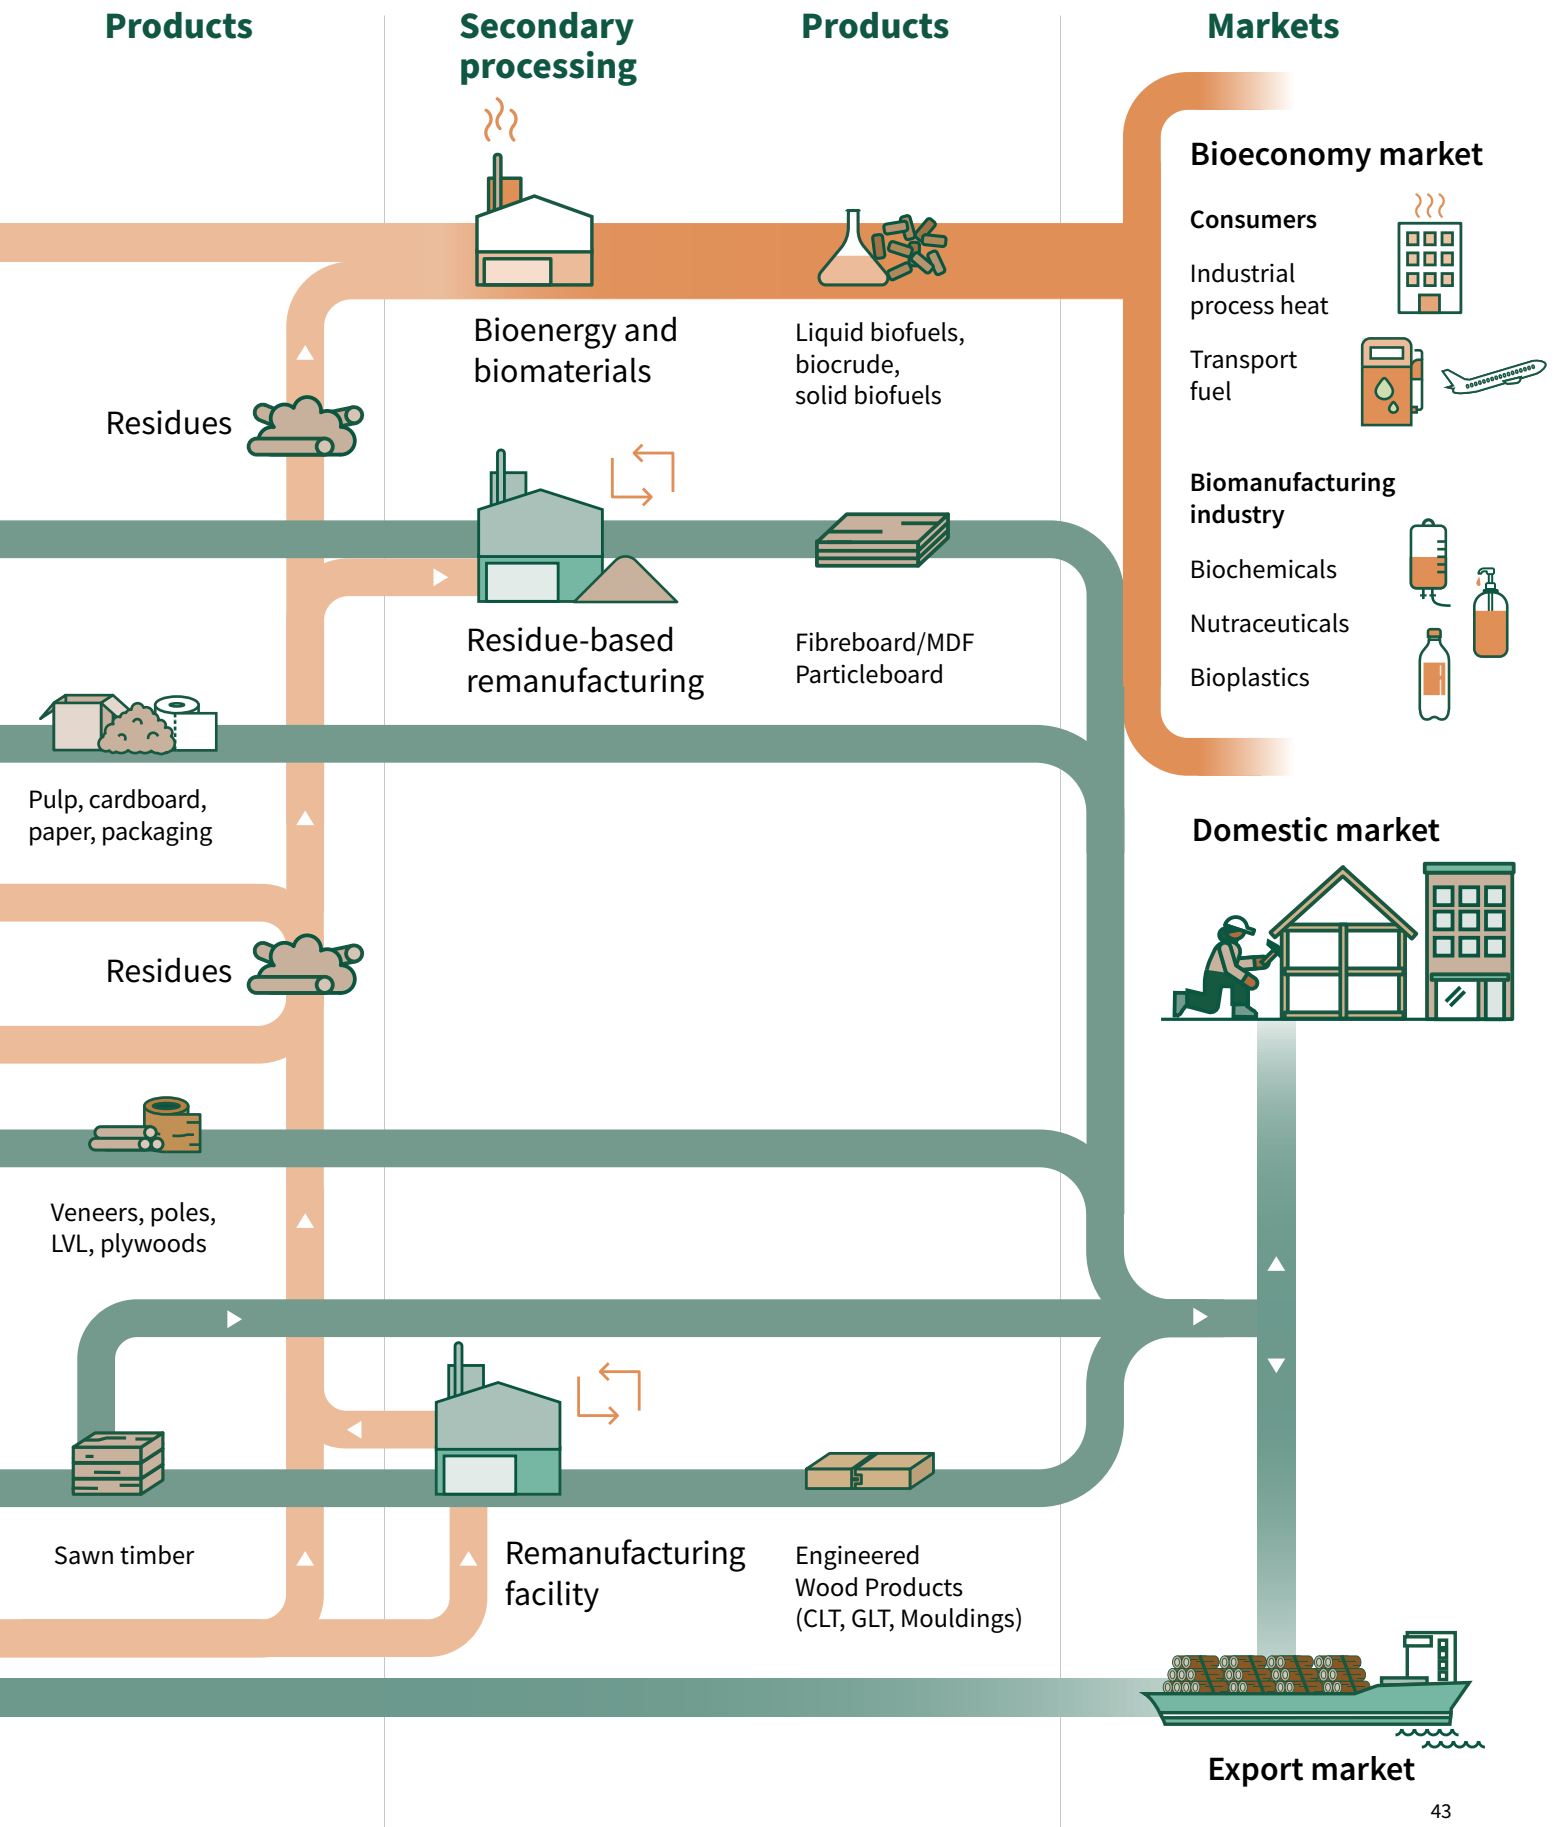 Products
Secondary
processing
Products
Markets
Bioeconomy market
Consumers
Industrial
process heat
Transport
fuel
Biomanufacturing
industry
Biochemicals
Nutraceuticals
Bioplastics
Bioenergy and
biomaterials
Liquid biofuels,
biocrude,
solid biofuels
Residues
Residue-based
remanufacturing
Fibreboard/MDF
Particleboard
Pulp, cardboard,
paper, packaging
Domestic market
Residues
Veneers, poles,
LVL, plywoods
Sawn timber
Remanufacturing
facility
Engineered
Wood Products
(CLT, GLT, Mouldings)
Export market
43